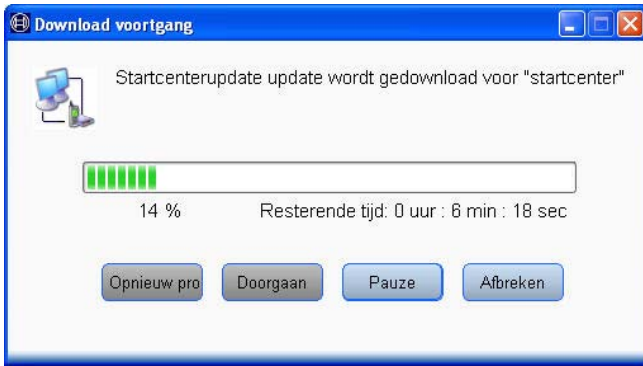 Download voortgang
Startcenterupdate update wordt gedownload voor "startcenter"
14 % Resterende tijd: 0 uur : 6 min : 18 sec
Opnieuw pro Doorgaan Pauze Afbreken